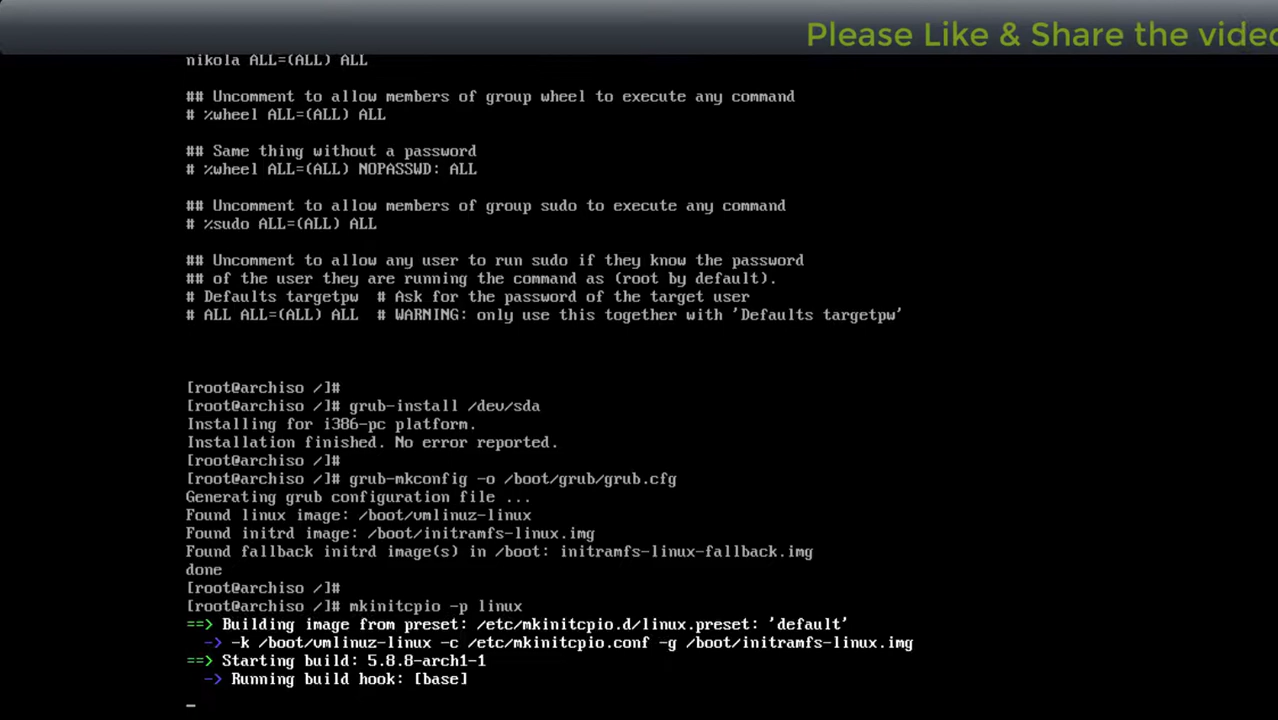 Please Like & Share the video
nikola ALL=(ALL) ALL
## Uncomment to allow members of group wheel to execute any command
# %wheel ALL=(ALL) ALL
## Same thing without a password
# %wheel ALL=(ALL) NOPASSWD: ALL
## Uncomment to allow members of group sudo to execute any command
# %sudo ALL=(ALL) ALL
## Uncomment to allow any user to run sudo if they know the password
## of the user they are running the command as (root by default).
# Defaults targetpw  # Ask for the password of the target user
# ALL ALL=(ALL) ALL  # WARNING: only use this together with 'Defaults targetpw'
[root@archiso /]#
[root@archiso /]# grub-install /dev/sda
Installing for i386-pc platform.
Installation finished. No error reported.
[root@archiso /]#
[root@archiso /]# grub-mkconfig -o /boot/grub/grub.cfg
Generating grub configuration file ...
Found linux image: /boot/vmlinuz-linux
Found initrd image: /boot/initramfs-linux.img
Found fallback initrd image(s) in /boot: initramfs-linux-fallback.img
done
[root@archiso /]#
[root@archiso /]# mkinitcpio -p linux
==> Building image from preset: /etc/mkinitcpio.d/linux.preset: 'default'
-> -k /boot/vmlinuz-linux -c /etc/mkinitcpio.conf -g /boot/initramfs-linux.img
==> Starting build: 5.8.8-arch1-1
-> Running build hook: [base]
_